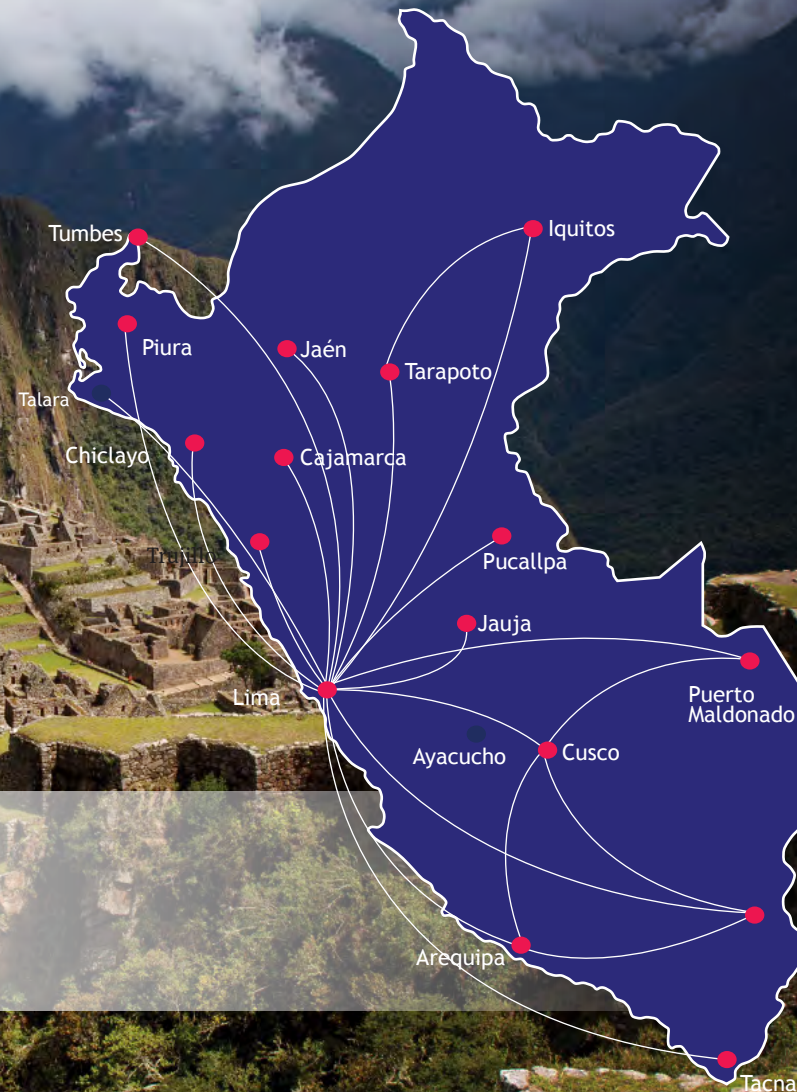 Tumbes
Iquitos
Piura
Jaén
Tarapoto
Talara
Chiclayo
Cajamarca
Trujillo
Pucallpa
Jauja
Lima
Puerto
Maldonado
Ayacucho
Cusco
Arequipa
Tacna